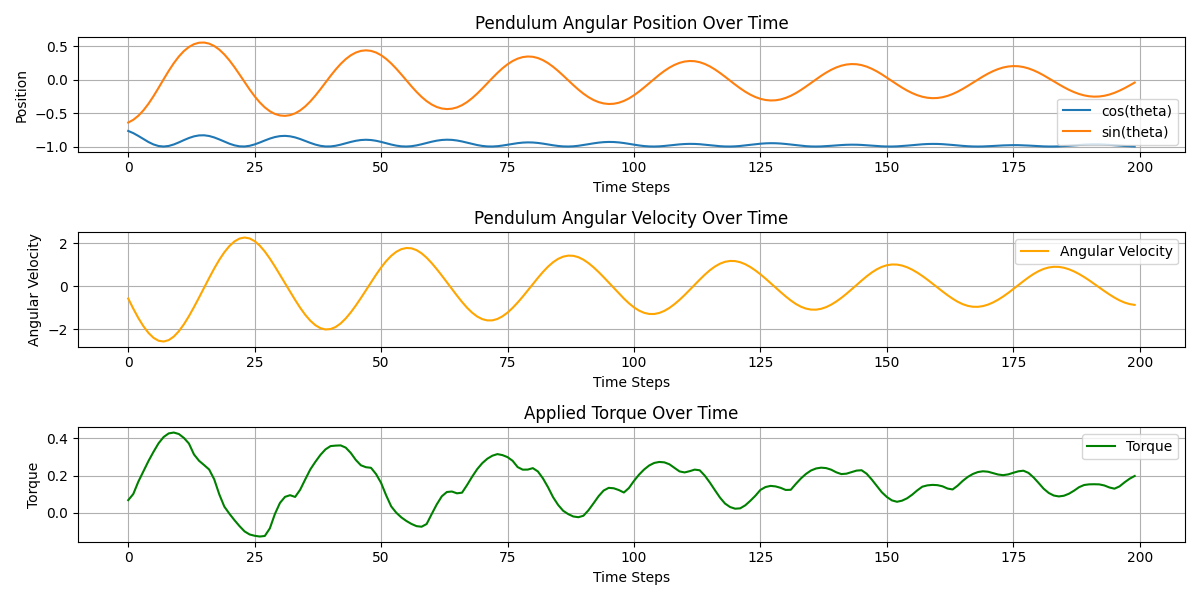 Pendulum Angular Position Over Time
Position
0.5
0.0
−0.5
−1.0
cos(theta)
sin(theta)
0 25 50 75 100 125 150 175 200
Time Steps
Pendulum Angular Velocity Over Time
Angular Velocity
2
0
−2
Angular Velocity
0 25 50 75 100 125 150 175 200
Time Steps
Applied Torque Over Time
Torque
0.4
0.2
0.0
Torque
0 25 50 75 100 125 150 175 200
Time Steps